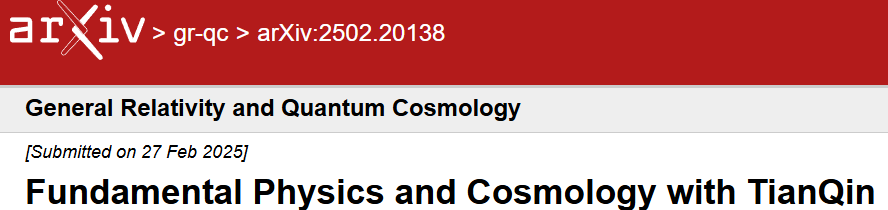 arXiv > gr-qc > arXiv:2502.20138
General Relativity and Quantum Cosmology
[Submitted on 27 Feb 2025]
Fundamental Physics and Cosmology with TianQin